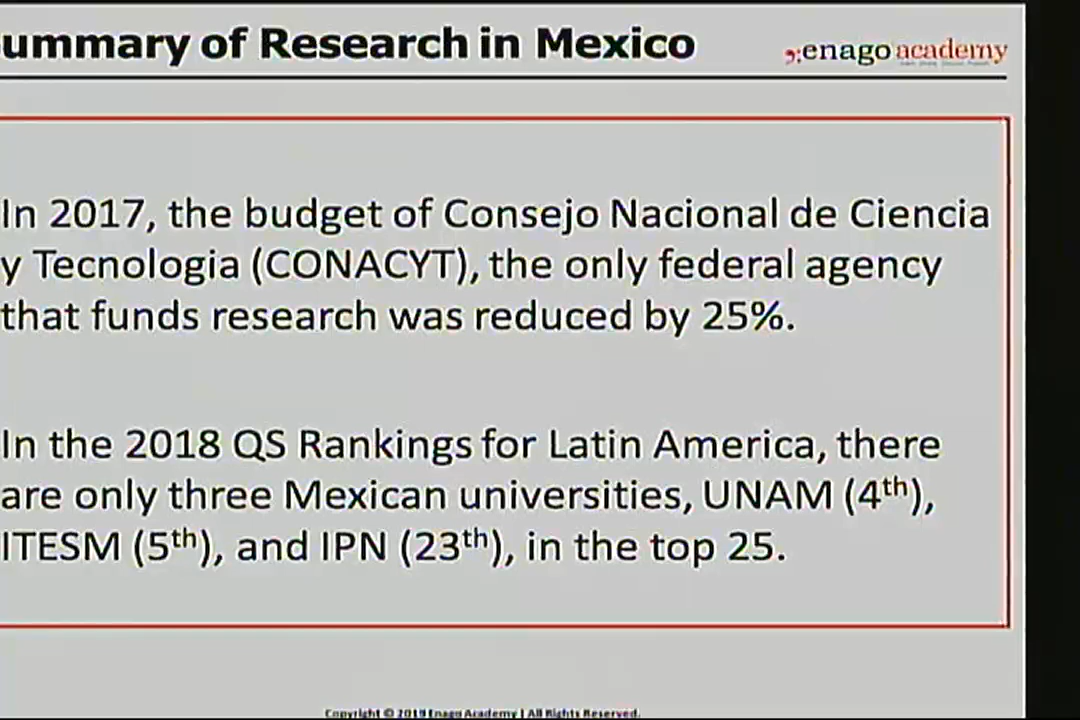 ummary of Research in Mexico
enago academy
In 2017, the budget of Consejo Nacional de Ciencia
y Tecnologia (CONACYT), the only federal agency
that funds research was reduced by 25%.
In the 2018 QS Rankings for Latin America, there
are only three Mexican universities, UNAM (4th),
ITESM (5th), and IPN (23th), in the top 25.
Copyright © 2019 Enago Academy | All Rights Reserved.